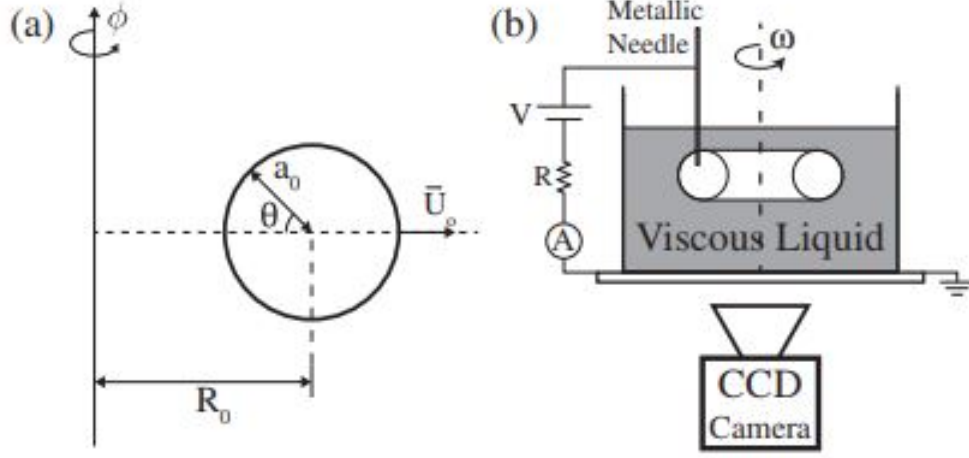 (a)
ϕ
a₀
θ
Ū₀
R₀
(b)
Metallic
Needle
ω
V
R
A
Viscous Liquid
CCD
Camera